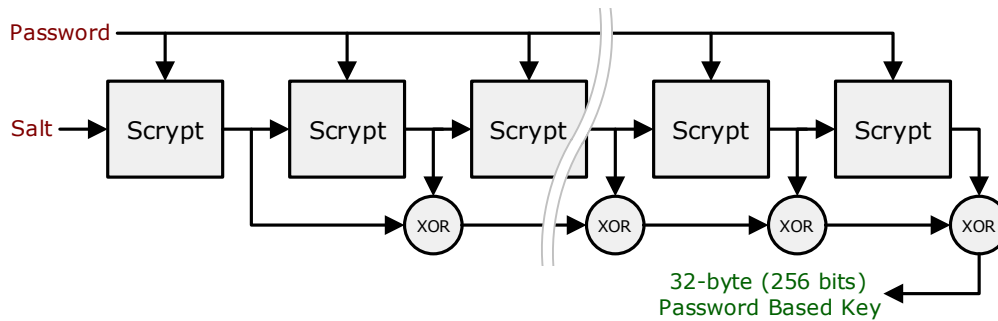 Password
Salt
Scrypt
Scrypt
Scrypt
Scrypt
Scrypt
XOR
XOR
XOR
XOR
32-byte (256 bits)
Password Based Key